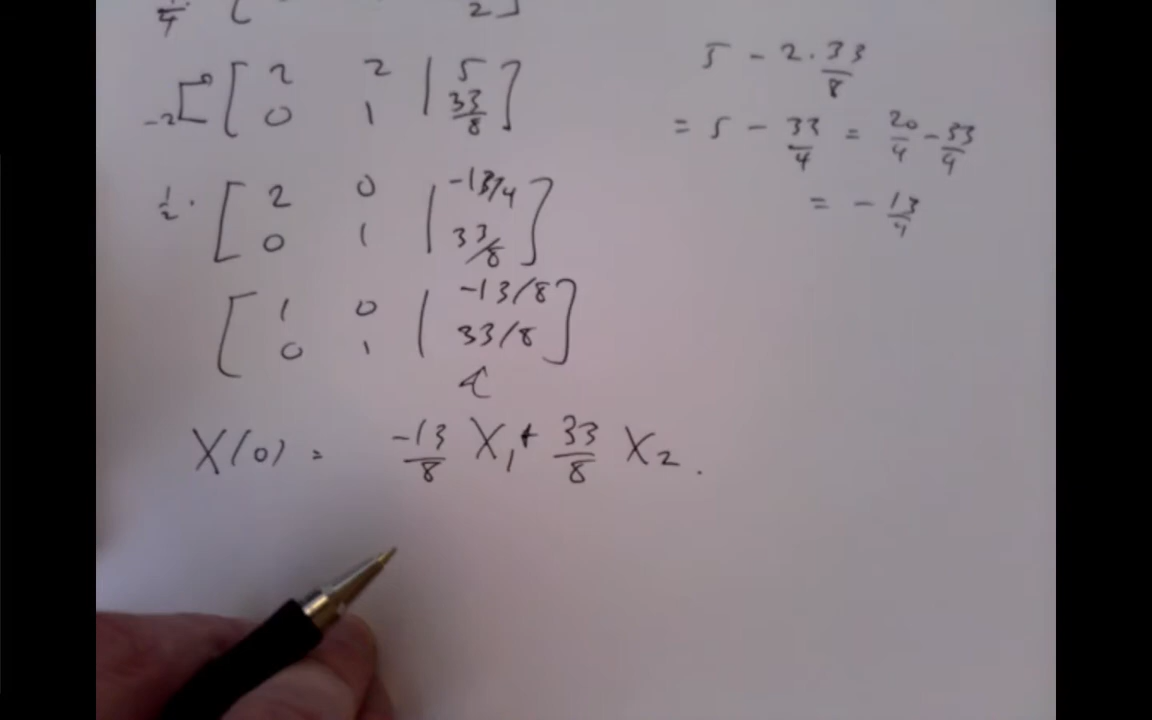 2 ]
-2 [ 2 2 | 5 ]
[ 0 1 | 33/8 ]
1/2 · [ 2 0 | -13/4 ]
[ 0 1 | 33/8 ]
[ 1 0 | -13/8 ]
[ 0 1 | 33/8 ]
X(0) = -13/8 X₁ + 33/8 X₂ .
5 - 2 · 33/8
= 5 - 33/4 = 20/4 - 33/4
= - 13/4